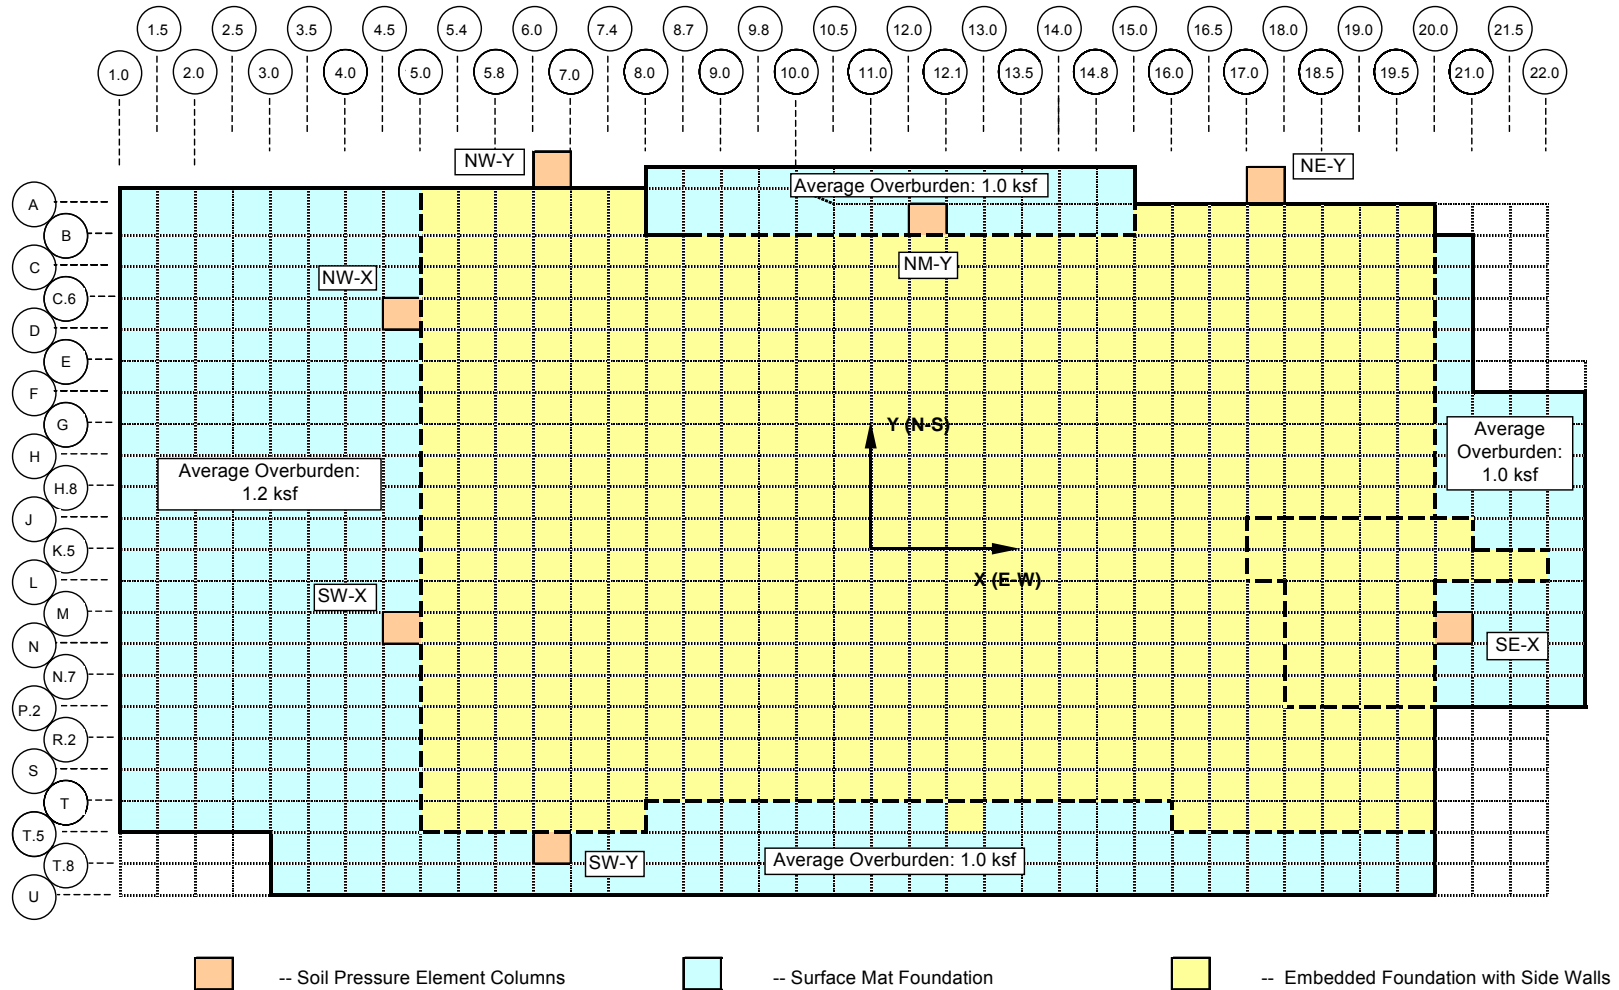 1.5 2.5 3.5 4.5 5.4 6.0 7.4 8.7 9.8 10.5 12.0 13.0 14.0 15.0 16.5 18.0 19.0 20.0 21.5
1.0 2.0 3.0 4.0 5.0 5.8 7.0 8.0 9.0 10.0 11.0 12.1 13.5 14.8 16.0 17.0 18.5 19.5 21.0 22.0
NW-Y
NE-Y
Average Overburden: 1.0 ksf
A
B
C
NM-Y
NW-X
C.6
D
E
F
G
Y (N-S)
Average
Overburden:
1.0 ksf
H
Average Overburden:
1.2 ksf
H.8
J
K.5
L
X (E-W)
SW-X
M
N
SE-X
N.7
P.2
R.2
S
T
T.5
T.8
SW-Y
Average Overburden: 1.0 ksf
U
-- Soil Pressure Element Columns
-- Surface Mat Foundation
-- Embedded Foundation with Side Walls